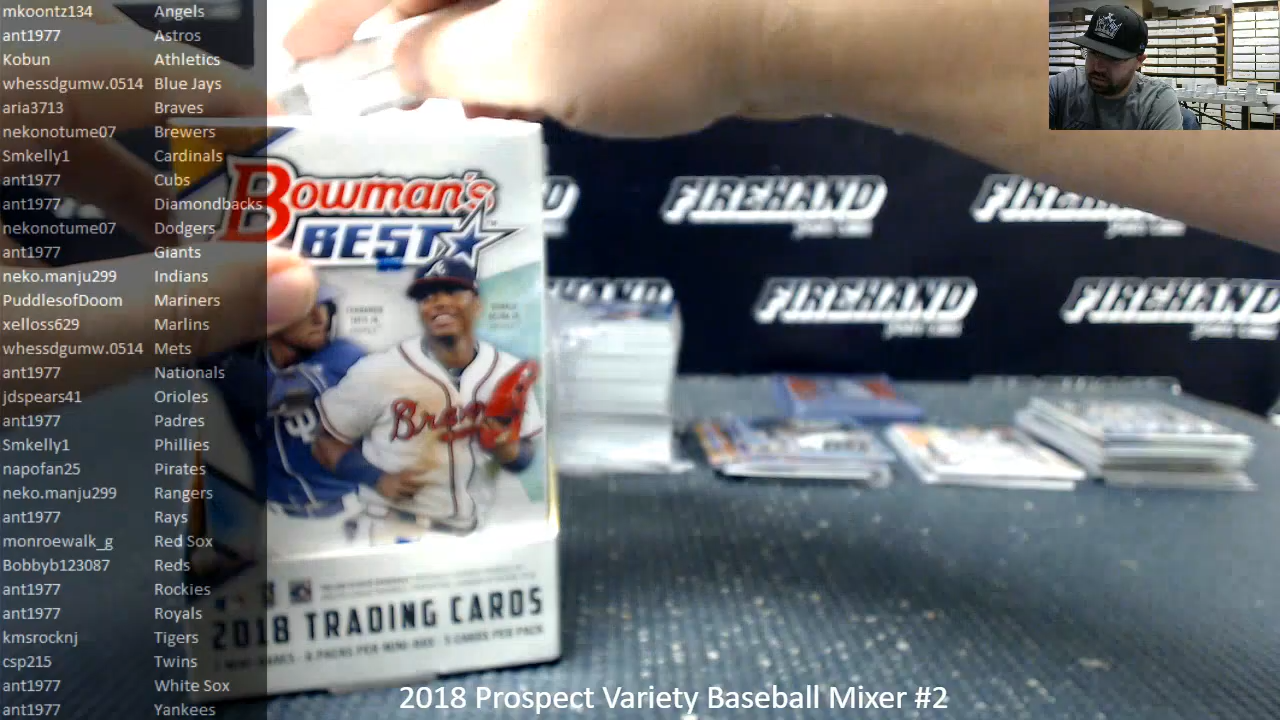 mkoontz134 Angels
ant1977 Astros
Kobun Athletics
whessdgumw.0514 Blue Jays
aria3713 Braves
nekonotume07 Brewers
Smkelly1 Cardinals
ant1977 Cubs
ant1977 Diamondbacks
nekonotume07 Dodgers
ant1977 Giants
neko.manju299 Indians
PuddlesofDoom Mariners
xelloss629 Marlins
whessdgumw.0514 Mets
ant1977 Nationals
jdspears41 Orioles
ant1977 Padres
Smkelly1 Phillies
napofan25 Pirates
neko.manju299 Rangers
ant1977 Rays
monroewalk_g Red Sox
Bobbyb123087 Reds
ant1977 Rockies
ant1977 Royals
kmsrocknj Tigers
csp215 Twins
ant1977 White Sox
ant1977 Yankees
Bowman's
BEST
2018 TRADING CARDS
FIREHAND
FIREHAND
FIREHAND
FIREHAND
2018 Prospect Variety Baseball Mixer #2